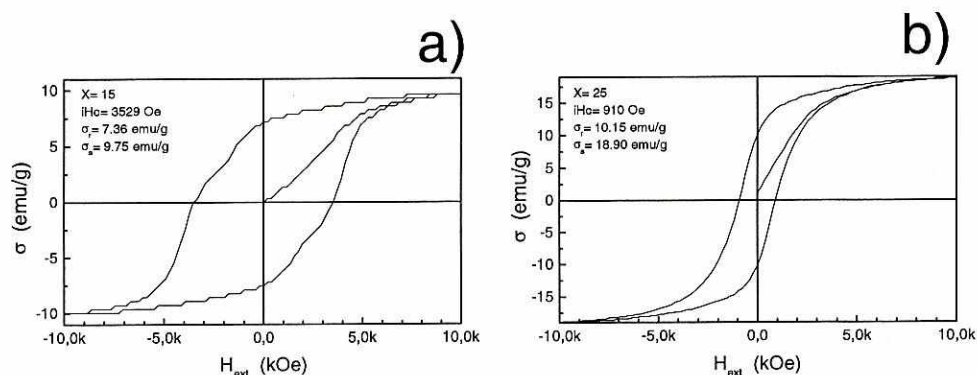 a)
X= 15
iHc= 3529 Oe
σr= 7.36 emu/g
σs= 9.75 emu/g
10
5
0
-5
-10
σ (emu/g)
-10,0k -5,0k 0,0 5,0k 10,0k
Hext (kOe)
b)
X= 25
iHc= 910 Oe
σr= 10.15 emu/g
σs= 18.90 emu/g
15
10
5
0
-5
-10
-15
σ (emu/g)
-10,0k -5,0k 0,0 5,0k 10,0k
Hext (kOe)